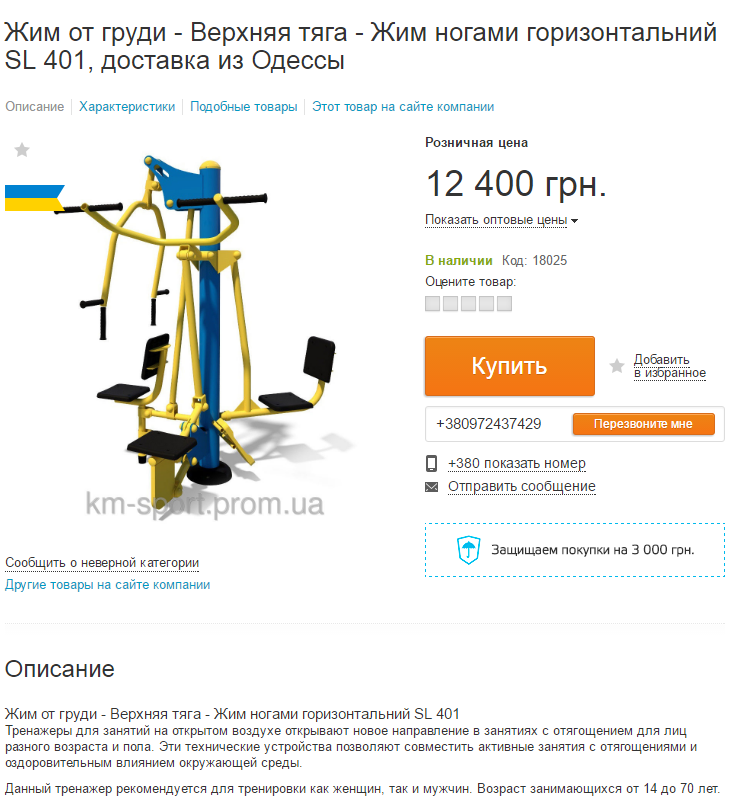 Жим от груди - Верхняя тяга - Жим ногами горизонтальний
SL 401, доставка из Одессы
Описание
Характеристики
Подобные товары
Этот товар на сайте компании
Розничная цена
12 400 грн.
Показать оптовые цены
В наличии Код: 18025
Оцените товар:
Купить
Добавить
в избранное
+380972437429
Перезвоните мне
+380 показать номер
Отправить сообщение
km-sport.prom.ua
Защищаем покупки на 3 000 грн.
Сообщить о неверной категории
Другие товары на сайте компании
Описание
Жим от груди - Верхняя тяга - Жим ногами горизонтальний SL 401
Тренажеры для занятий на открытом воздухе открывают новое направление в занятиях с отягощением для лиц
разного возраста и пола. Эти технические устройства позволяют совместить активные занятия с отягощениями и
оздоровительным влиянием окружающей среды.
Данный тренажер рекомендуется для тренировки как женщин, так и мужчин. Возраст занимающихся от 14 до 70 лет.